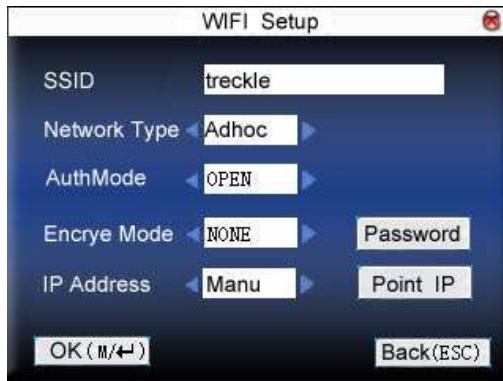 WIFI Setup
SSID treckle
Network Type Adhoc
AuthMode OPEN
Encrye Mode NONE Password
IP Address Manu Point IP
OK(M/↵) Back(ESC)